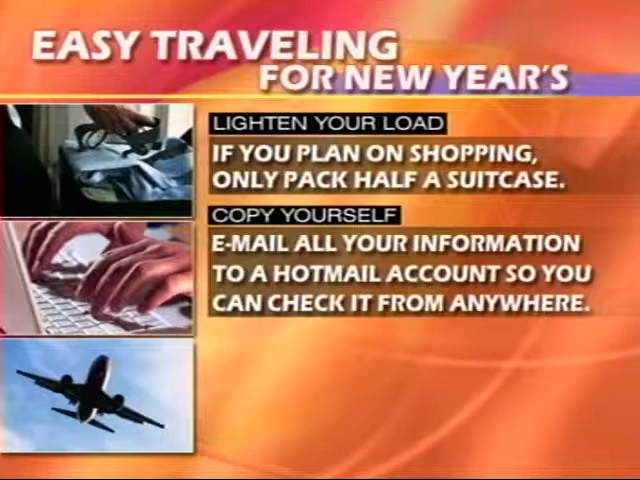 EASY TRAVELING
FOR NEW YEAR'S
LIGHTEN YOUR LOAD
IF YOU PLAN ON SHOPPING,
ONLY PACK HALF A SUITCASE.
COPY YOURSELF
E-MAIL ALL YOUR INFORMATION
TO A HOTMAIL ACCOUNT SO YOU
CAN CHECK IT FROM ANYWHERE.